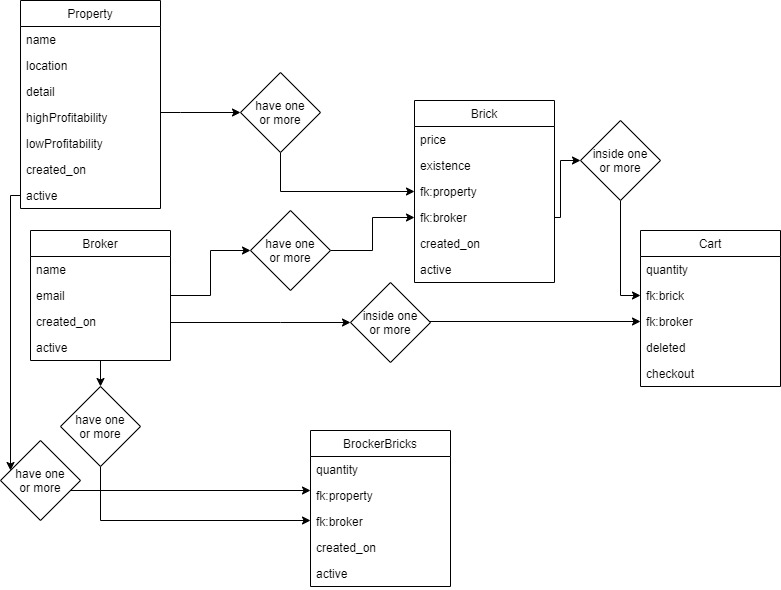 Property
name
location
detail
highProfitability
lowProfitability
created_on
active
have one
or more
Brick
price
existence
fk:property
fk:broker
created_on
active
inside one
or more
Broker
name
email
created_on
active
have one
or more
Cart
quantity
fk:brick
fk:broker
deleted
checkout
inside one
or more
have one
or more
have one
or more
BrockerBricks
quantity
fk:property
fk:broker
created_on
active